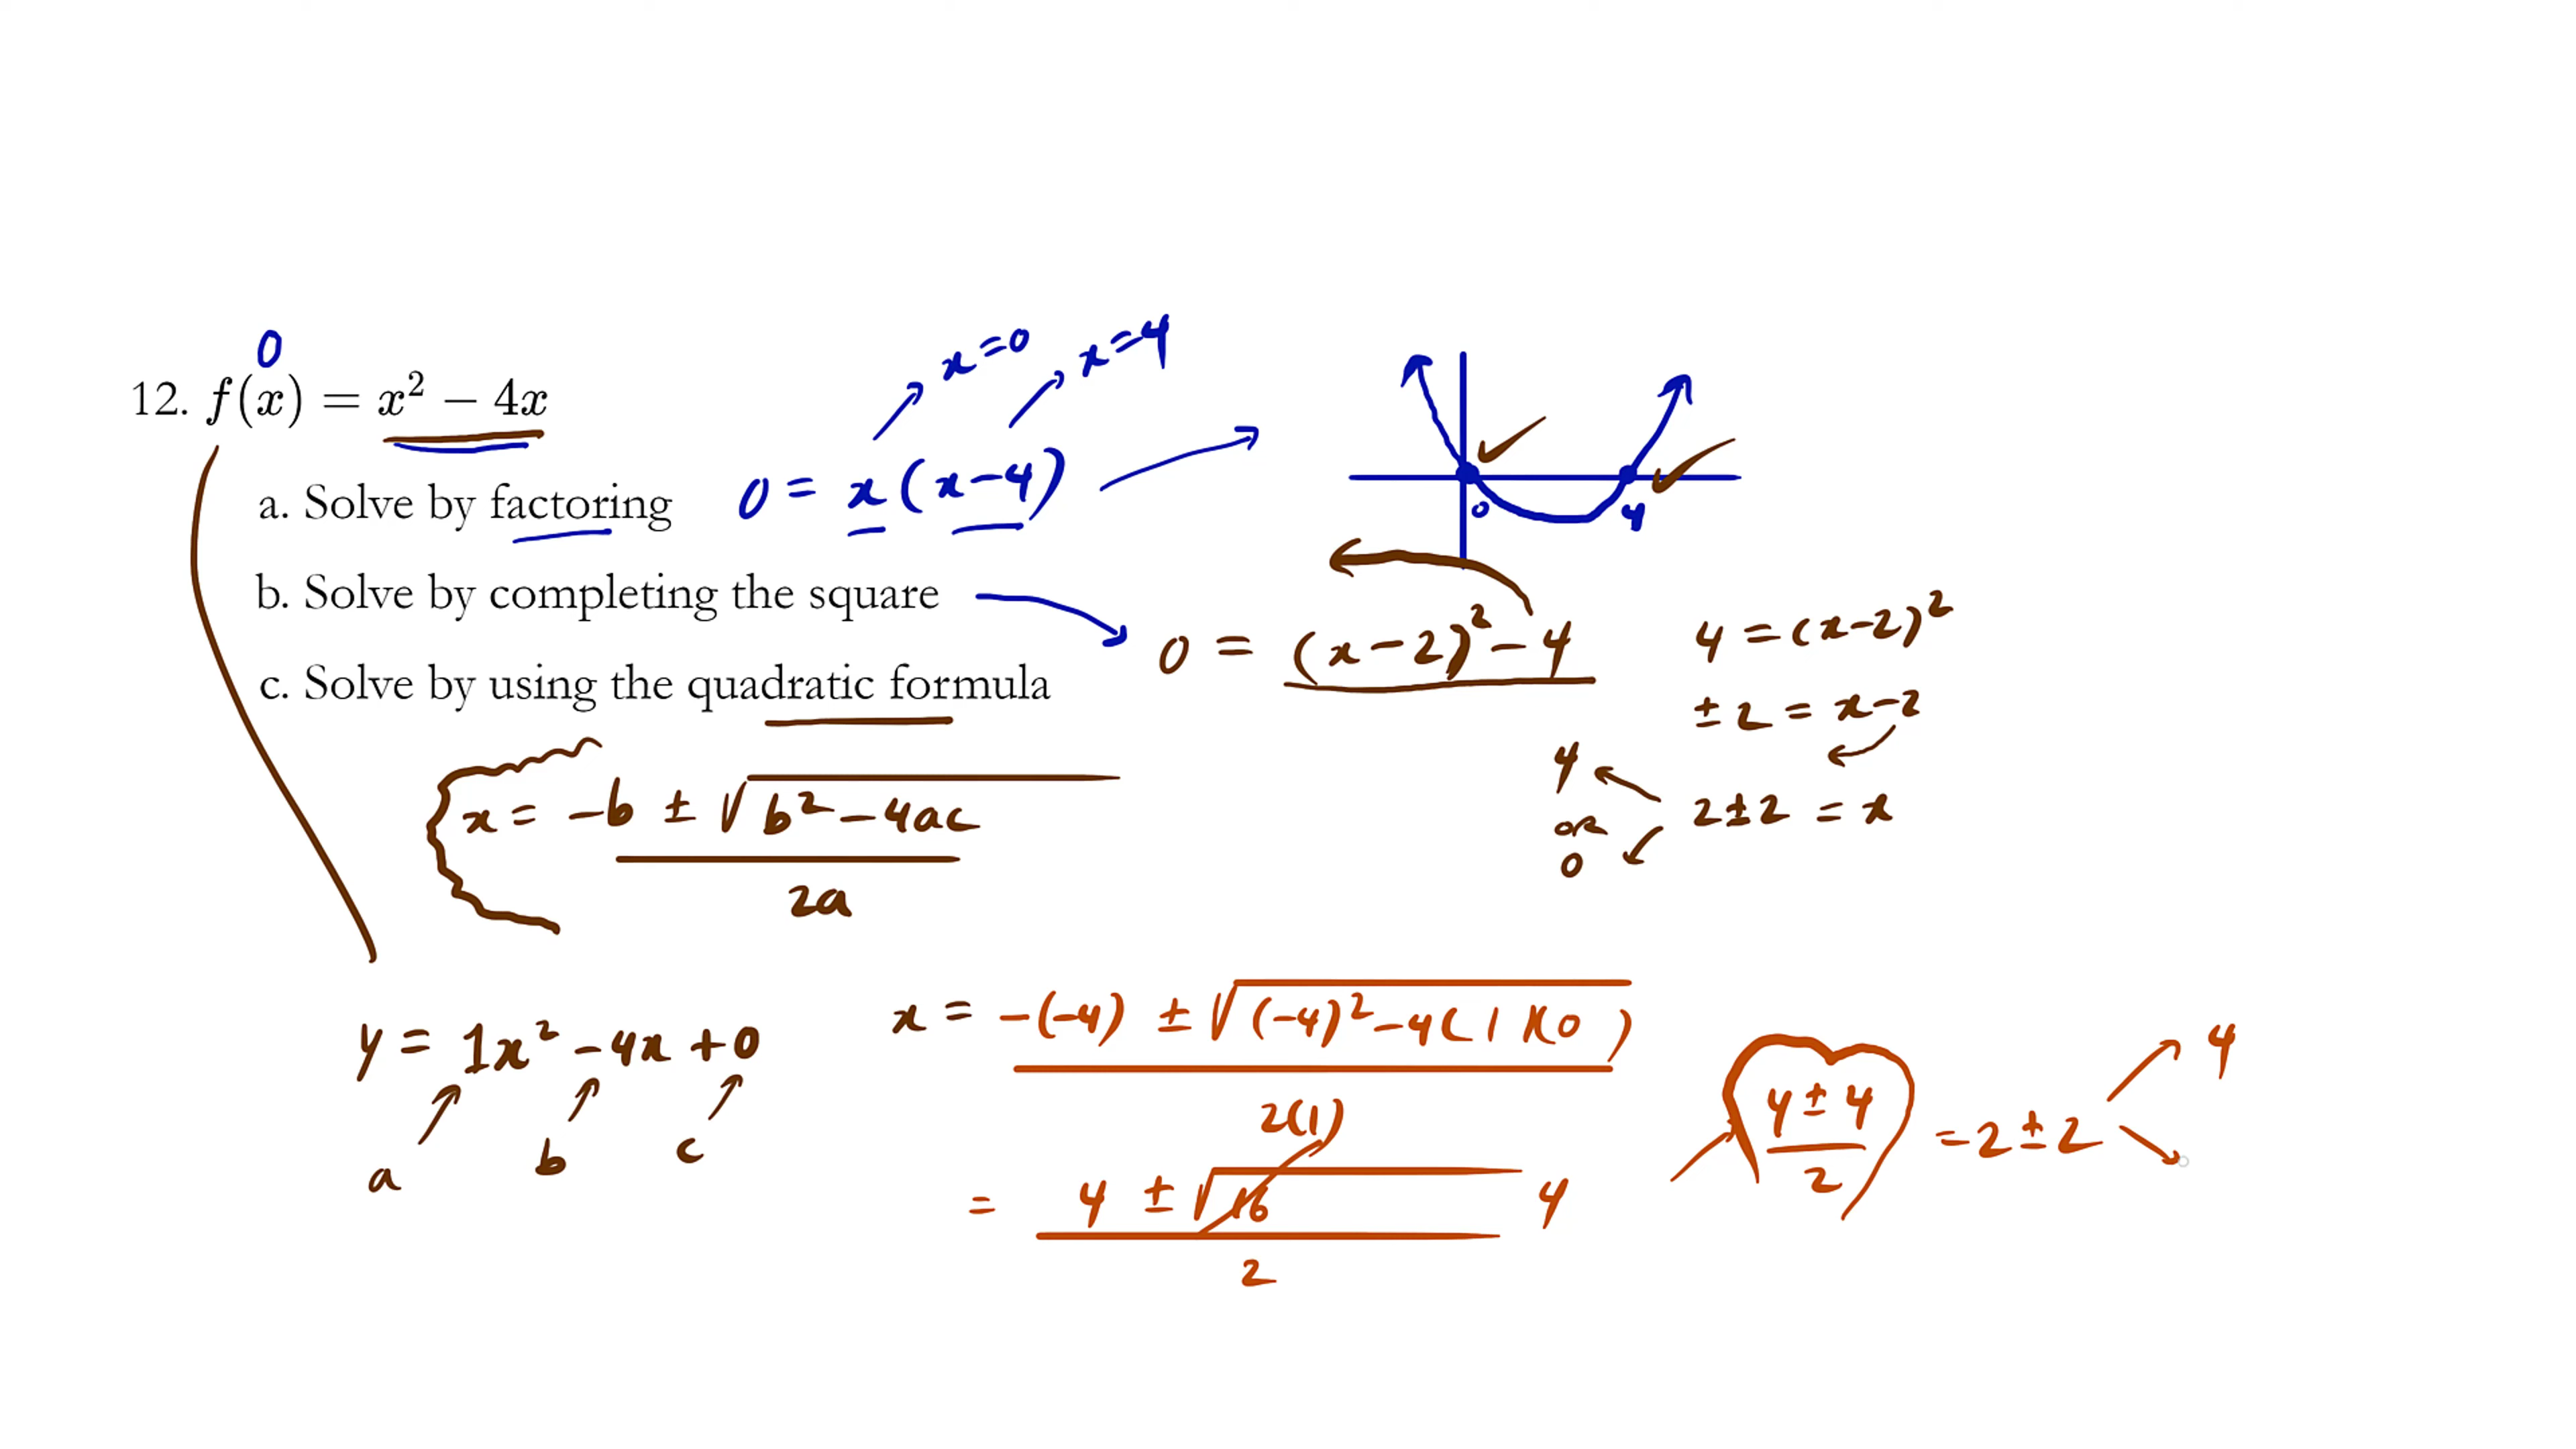 0
12. f(x) = x² − 4x
x=0
x=4
a. Solve by factoring
0 = x(x−4)
0 4
b. Solve by completing the square
0 = (x−2)² − 4
4 = (x−2)²
± 2 = x−2
2±2 = x
4
or
0
c. Solve by using the quadratic formula
x = −b ± √b² − 4ac
2a
y = 1x² − 4x + 0
a b c
x = −(−4) ± √(−4)² − 4(1)(0)
2(1)
= 4 ± √16 4
2
4 ± 4
2
= 2 ± 2
4